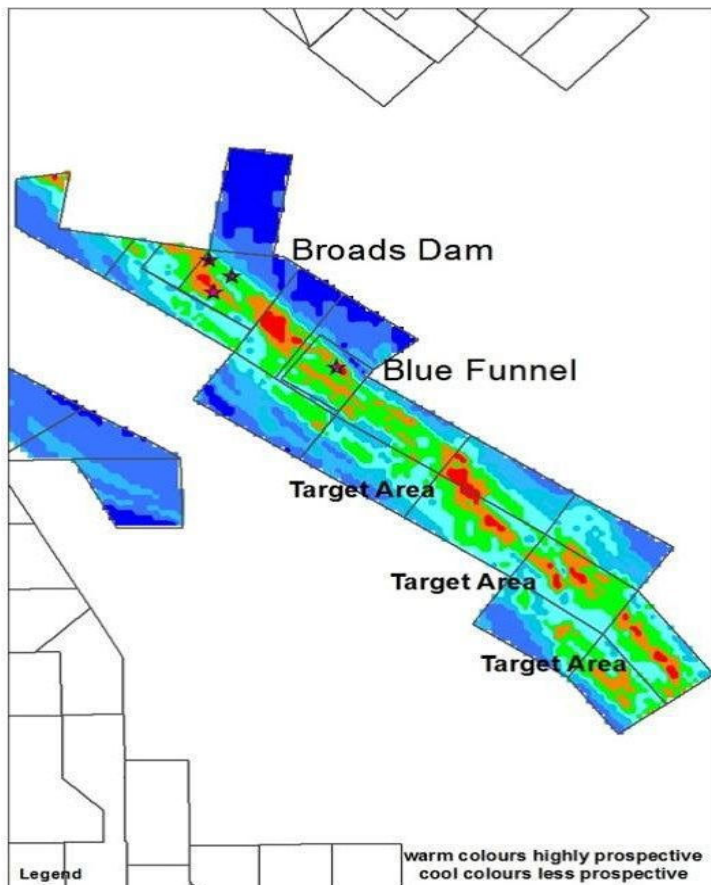 Broads Dam
Blue Funnel
Target Area
Target Area
Target Area
warm colours highly prospective
Legend
cool colours less prospective